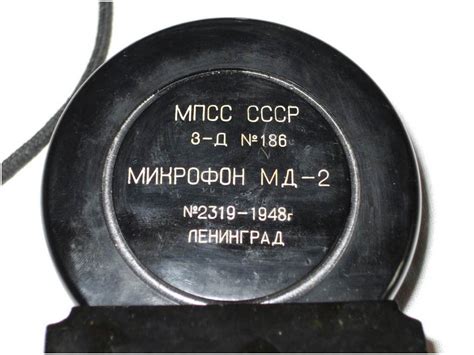 МПСС СССР
З-Д №186
МИКРОФОН МД-2
№2319-1948г
ЛЕНИНГРАД